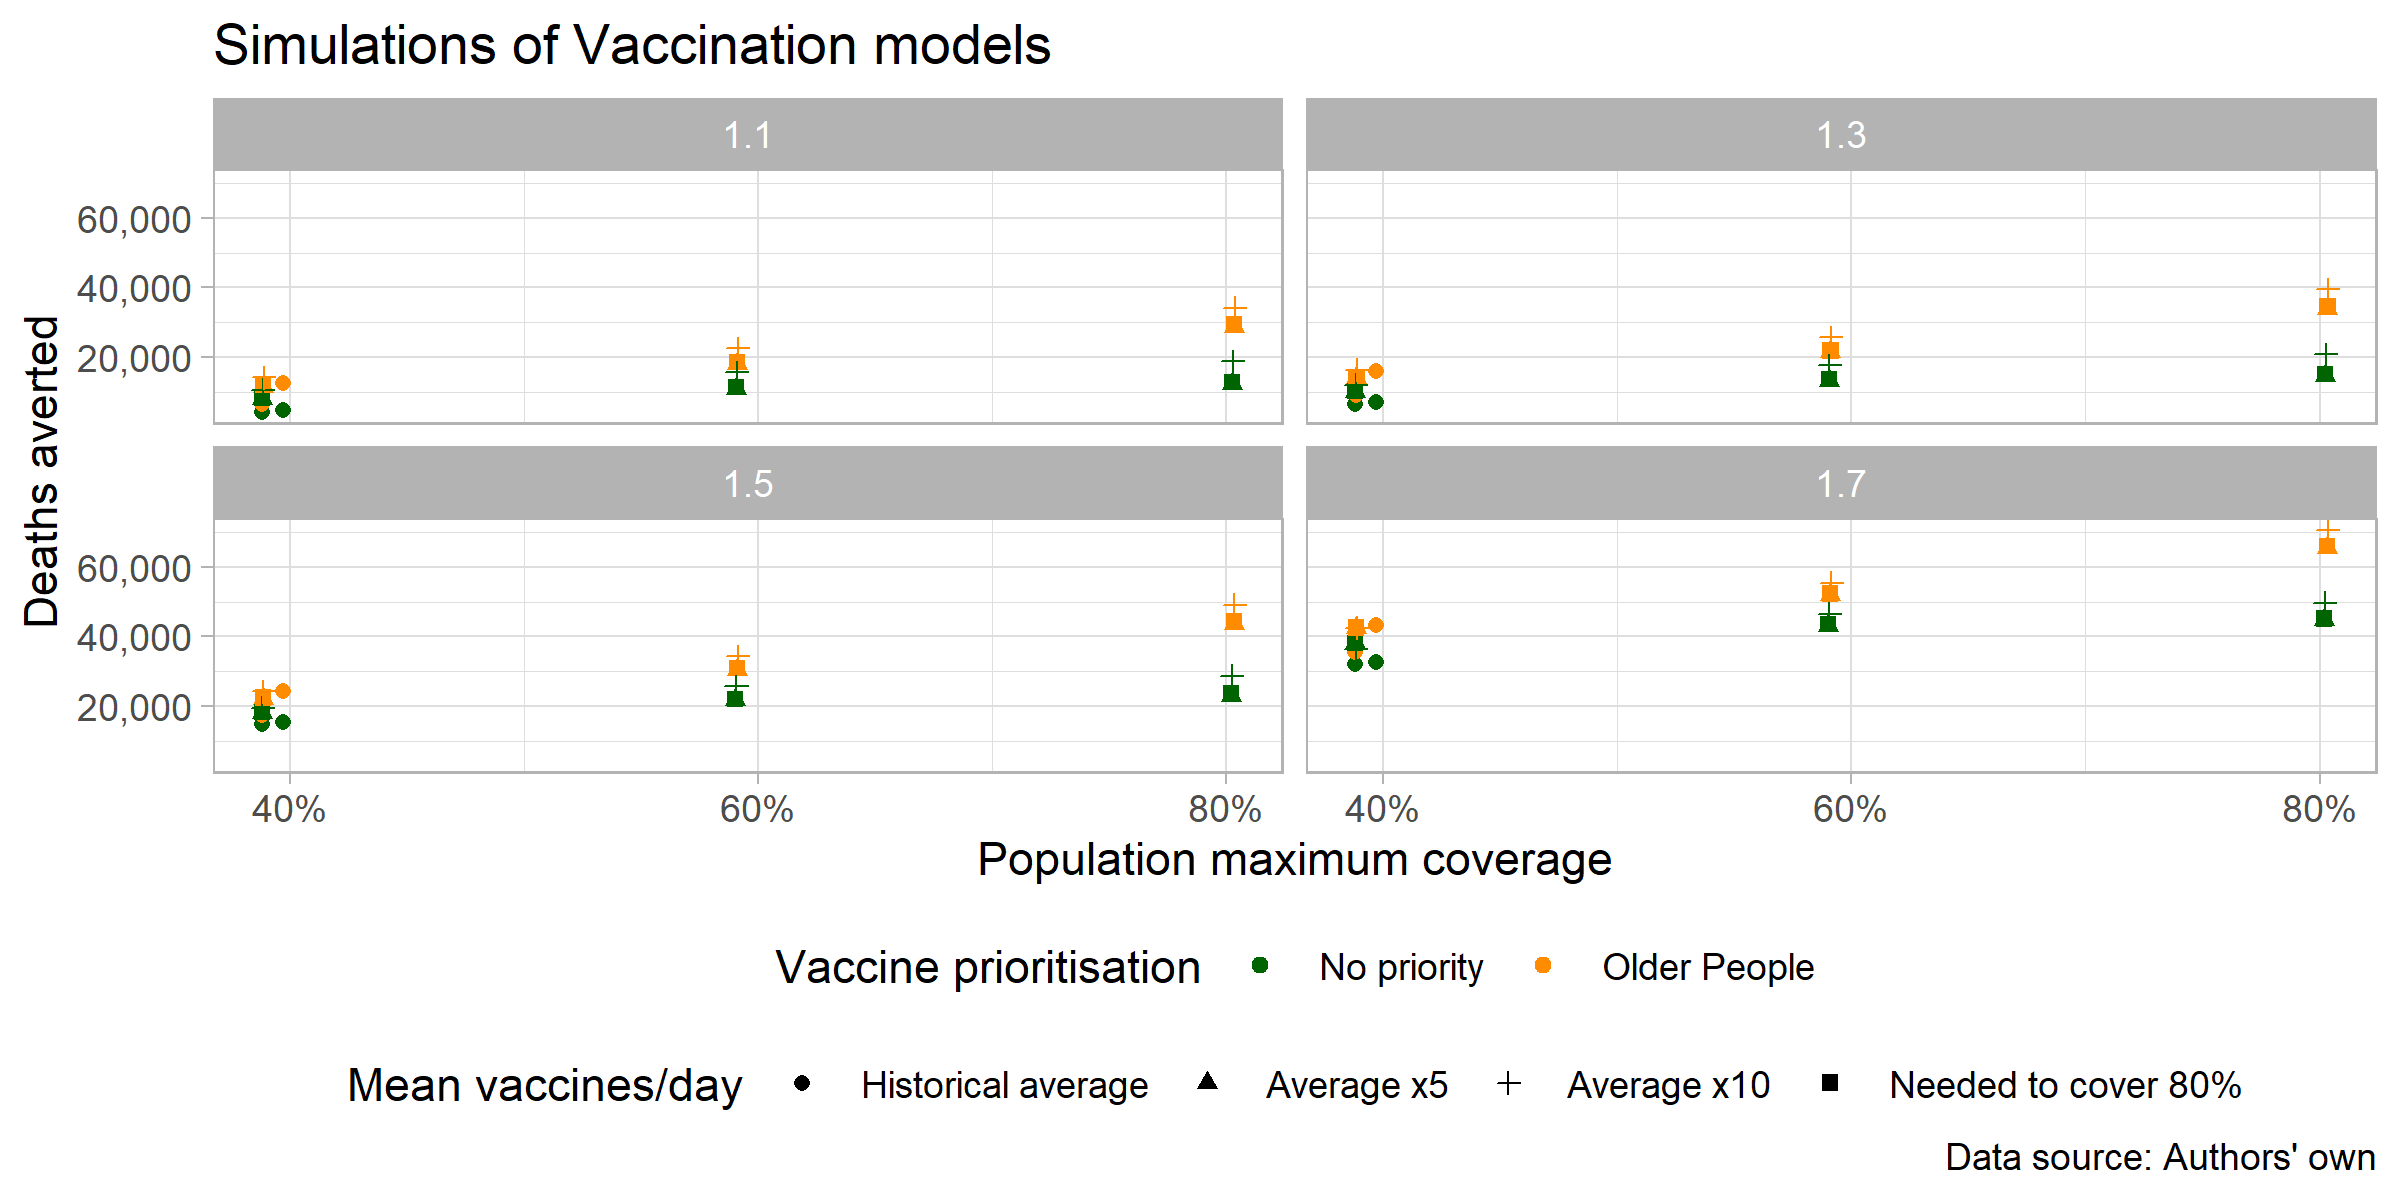 Simulations of Vaccination models
1.1
1.3
60,000
40,000
20,000
1.5
1.7
60,000
40,000
20,000
Deaths averted
40%
60%
80%
40%
60%
80%
Population maximum coverage
Vaccine prioritisation No priority Older People
Mean vaccines/day Historical average Average x5 Average x10 Needed to cover 80%
Data source: Authors' own